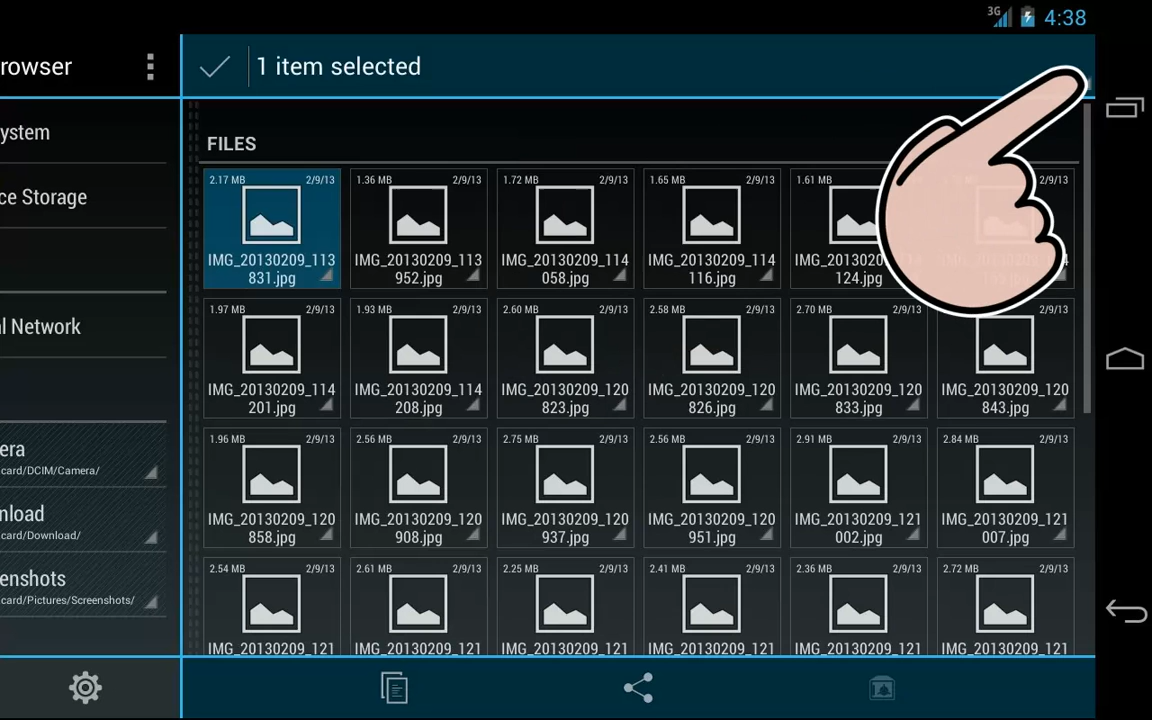 3G 4:38
rowser
1 item selected
ystem
ce Storage
l Network
era
card/DCIM/Camera/
nload
card/Download/
enshots
card/Pictures/Screenshots/
FILES
2.17 MB 2/9/13
IMG_20130209_113
831.jpg
1.36 MB 2/9/13
IMG_20130209_113
952.jpg
1.72 MB 2/9/13
IMG_20130209_114
058.jpg
1.65 MB 2/9/13
IMG_20130209_114
116.jpg
1.61 MB
124.jpg
2/9/13
1.97 MB 2/9/13
IMG_20130209_114
201.jpg
1.93 MB 2/9/13
IMG_20130209_114
208.jpg
2.60 MB 2/9/13
IMG_20130209_120
823.jpg
2.58 MB 2/9/13
IMG_20130209_120
826.jpg
2.70 MB 2/9/13
IMG_20130209_120
833.jpg
2/9/13
IMG_20130209_120
843.jpg
1.96 MB 2/9/13
IMG_20130209_120
858.jpg
2.56 MB 2/9/13
IMG_20130209_120
908.jpg
2.75 MB 2/9/13
IMG_20130209_120
937.jpg
2.56 MB 2/9/13
IMG_20130209_120
951.jpg
2.91 MB 2/9/13
IMG_20130209_121
002.jpg
2.84 MB 2/9/13
IMG_20130209_121
007.jpg
2.54 MB 2/9/13
IMG_20130209_121
2.61 MB 2/9/13
IMG_20130209_121
2.25 MB 2/9/13
IMG_20130209_121
2.41 MB 2/9/13
IMG_20130209_121
2.36 MB 2/9/13
IMG_20130209_121
2.72 MB 2/9/13
IMG_20130209_121